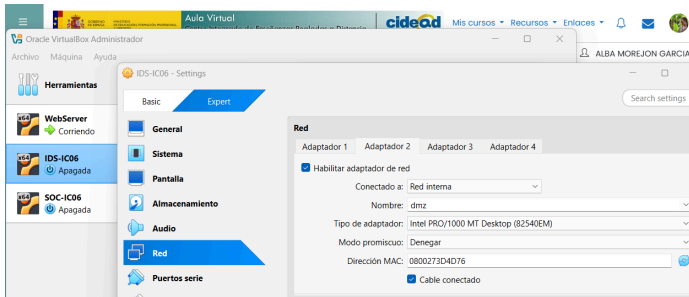 Aula Virtual
cidead
Mis cursos Recursos Enlaces
Oracle VirtualBox Administrador
Archivo Máquina Ayuda
ALBA MOREJON GARCIA
IDS-IC06 - Settings
Herramientas
Basic Expert
Search settings
WebServer
Corriendo
General
Red
Adaptador 1 Adaptador 2 Adaptador 3 Adaptador 4
IDS-IC06
Apagada
Sistema
Habilitar adaptador de red
Pantalla
Conectado a: Red interna
SOC-IC06
Apagada
Almacenamiento
Nombre: dmz
Audio
Tipo de adaptador: Intel PRO/1000 MT Desktop (82540EM)
Red
Modo promiscuo: Denegar
Dirección MAC: 0800273D4D76
Puertos serie
Cable conectado